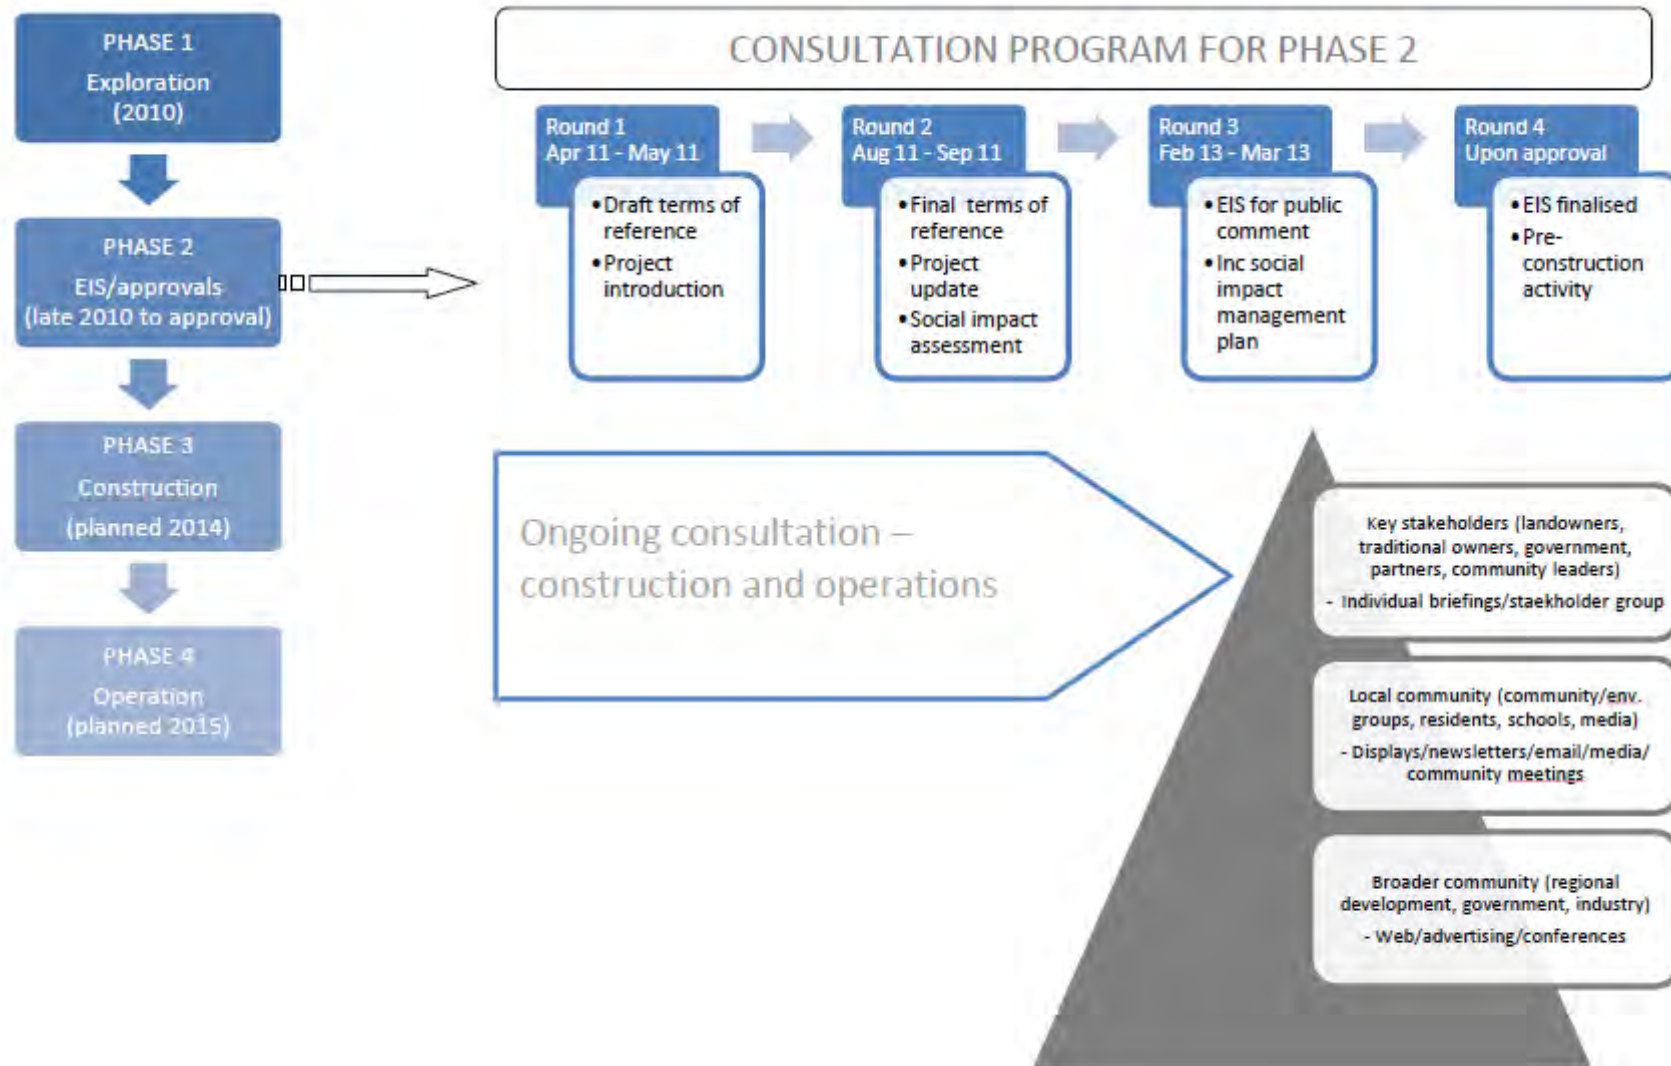 PHASE 1
Exploration
(2010)
PHASE 2
EIS/approvals
(late 2010 to approval)
PHASE 3
Construction
(planned 2014)
PHASE 4
Operation
(planned 2015)
CONSULTATION PROGRAM FOR PHASE 2
Round 1
Apr 11 - May 11
•Draft terms of
reference
•Project
introduction
Round 2
Aug 11 - Sep 11
•Final terms of
reference
•Project
update
•Social impact
assessment
Round 3
Feb 13 - Mar 13
•EIS for public
comment
•Inc social
impact
management
plan
Round 4
Upon approval
•EIS finalised
•Pre-
construction
activity
Ongoing consultation –
construction and operations
Key stakeholders (landowners,
traditional owners, government,
partners, community leaders)
- Individual briefings/staekholder group
Local community (community/env.
groups, residents, schools, media)
- Displays/newsletters/email/media/
community meetings
Broader community (regional
development, government, industry)
- Web/advertising/conferences